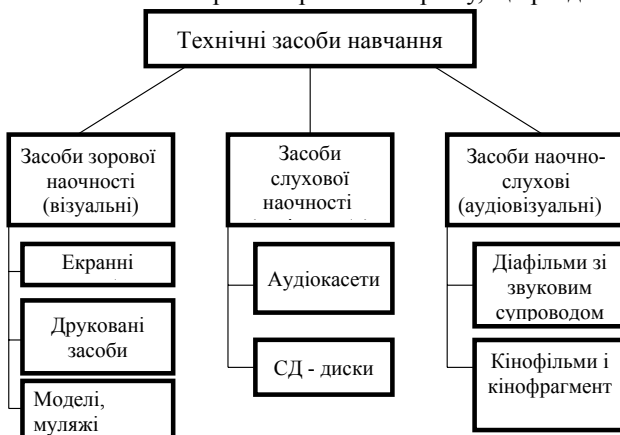 Технічні засоби навчання
Засоби зорової
наочності
(візуальні)
Екранні
Друковані
засоби
Моделі,
муляжі
Засоби
слухової
наочності
Аудіокасети
СД - диски
Засоби наочно-
слухові
(аудіовізуальні)
Діафільми зі
звуковим
супроводом
Кінофільми і
кінофрагмент